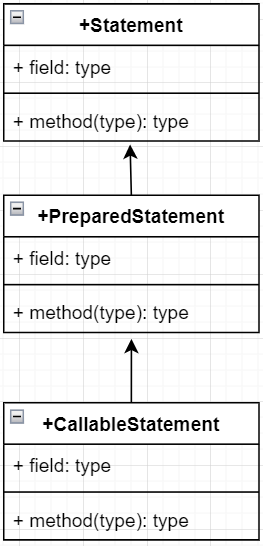 +Statement
+ field: type
+ method(type): type
+PreparedStatement
+ field: type
+ method(type): type
+CallableStatement
+ field: type
+ method(type): type